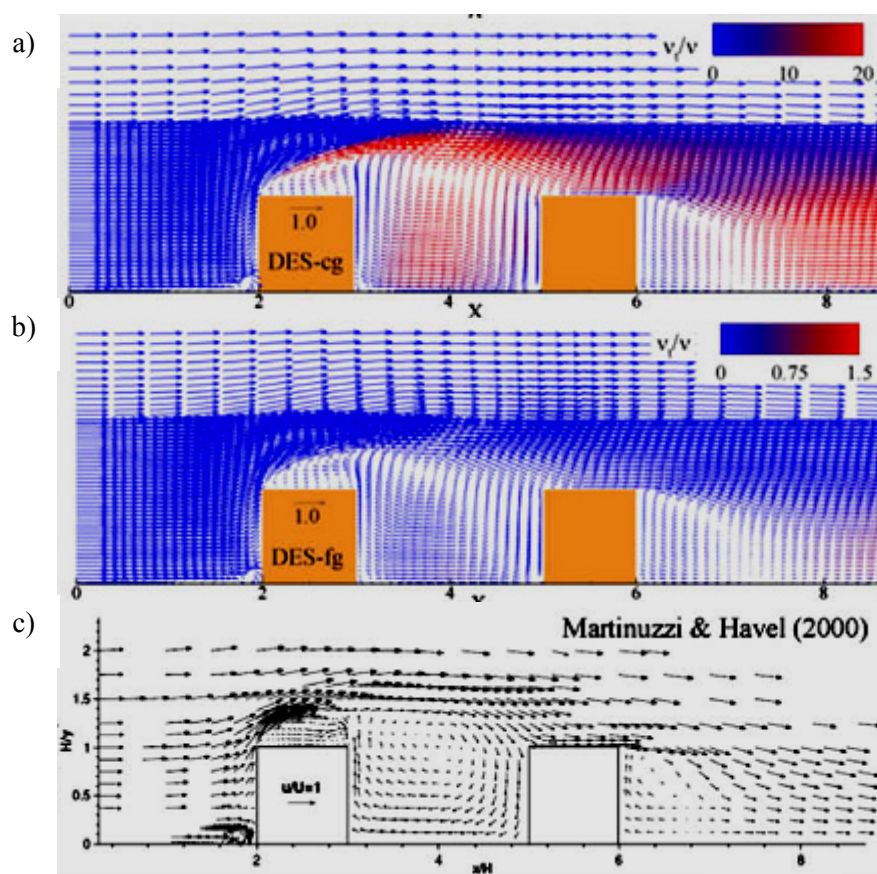 a)
ν_t/ν
0 10 20
1.0
DES-cg
0 2 4 6 8
X
b)
ν_t/ν
0 0.75 1.5
1.0
DES-fg
0 2 4 6 8
c)
Martinuzzi & Havel (2000)
2
1.5
H/y
1
u/U=1
0.5
0
2 4 6 8
x/H